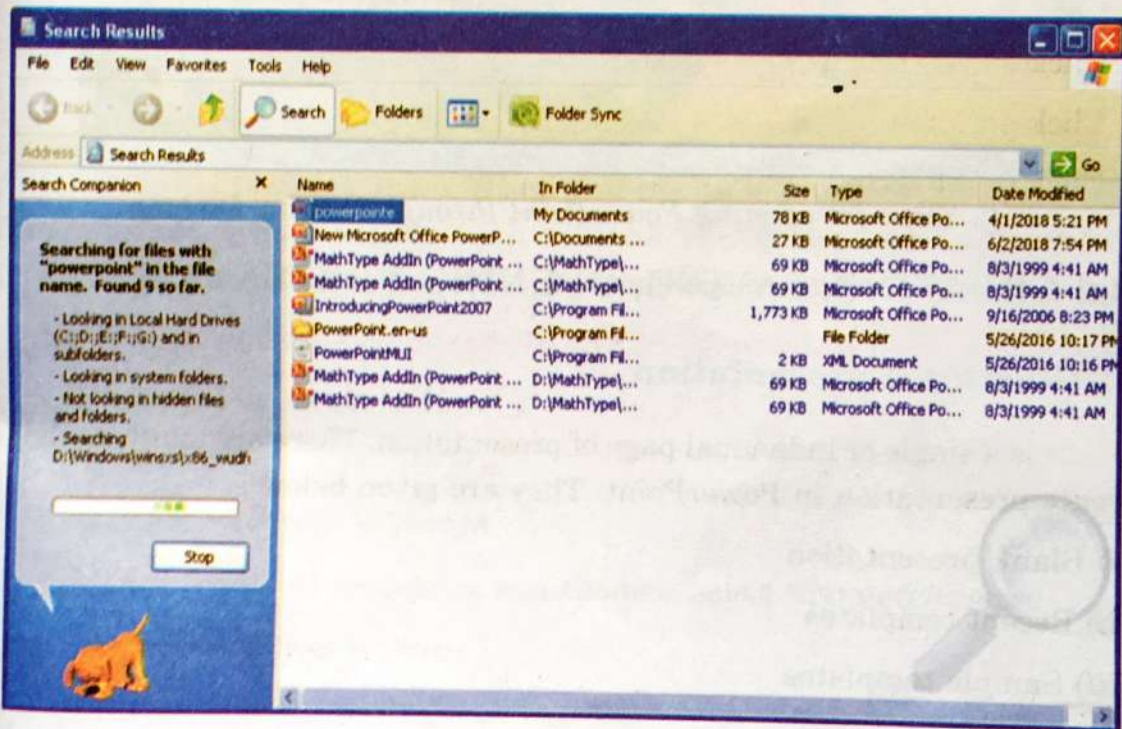 Search Results
File Edit View Favorites Tools Help
Back Search Folders Folder Sync
Address Search Results Go
Search Companion X
Name In Folder Size Type Date Modified
Searching for files with
"powerpoint" in the file
name. Found 9 so far.
- Looking in Local Hard Drives
(C:;D:;E:;F:;G:) and in
subfolders.
- Looking in system folders.
- Not looking in hidden files
and folders.
- Searching
D:\Windows\winsxs\x86_wudf
Stop
powerpointe My Documents 78 KB Microsoft Office Po... 4/1/2018 5:21 PM
New Microsoft Office PowerP... C:\Documents ... 27 KB Microsoft Office Po... 6/2/2018 7:54 PM
MathType AddIn (PowerPoint ... C:\MathType\... 69 KB Microsoft Office Po... 8/3/1999 4:41 AM
MathType AddIn (PowerPoint ... C:\MathType\... 69 KB Microsoft Office Po... 8/3/1999 4:41 AM
IntroducingPowerPoint2007 C:\Program Fil... 1,773 KB Microsoft Office Po... 9/16/2006 8:23 PM
PowerPoint.en-us C:\Program Fil... File Folder 5/26/2016 10:17 PM
PowerPointMUI C:\Program Fil... 2 KB XML Document 5/26/2016 10:16 PM
MathType AddIn (PowerPoint ... D:\MathType\... 69 KB Microsoft Office Po... 8/3/1999 4:41 AM
MathType AddIn (PowerPoint ... D:\MathType\... 69 KB Microsoft Office Po... 8/3/1999 4:41 AM